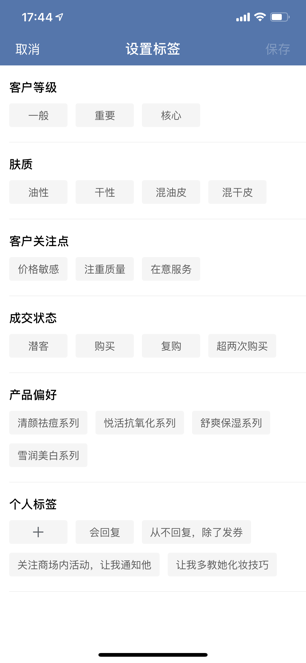 17:44
取消 设置标签 保存
客户等级
一般 重要 核心
肤质
油性 干性 混油皮 混干皮
客户关注点
价格敏感 注重质量 在意服务
成交状态
潜客 购买 复购 超两次购买
产品偏好
清颜祛痘系列 悦活抗氧化系列 舒爽保湿系列
雪润美白系列
个人标签
+ 会回复 从不回复，除了发券
关注商场内活动，让我通知他 让我多教她化妆技巧